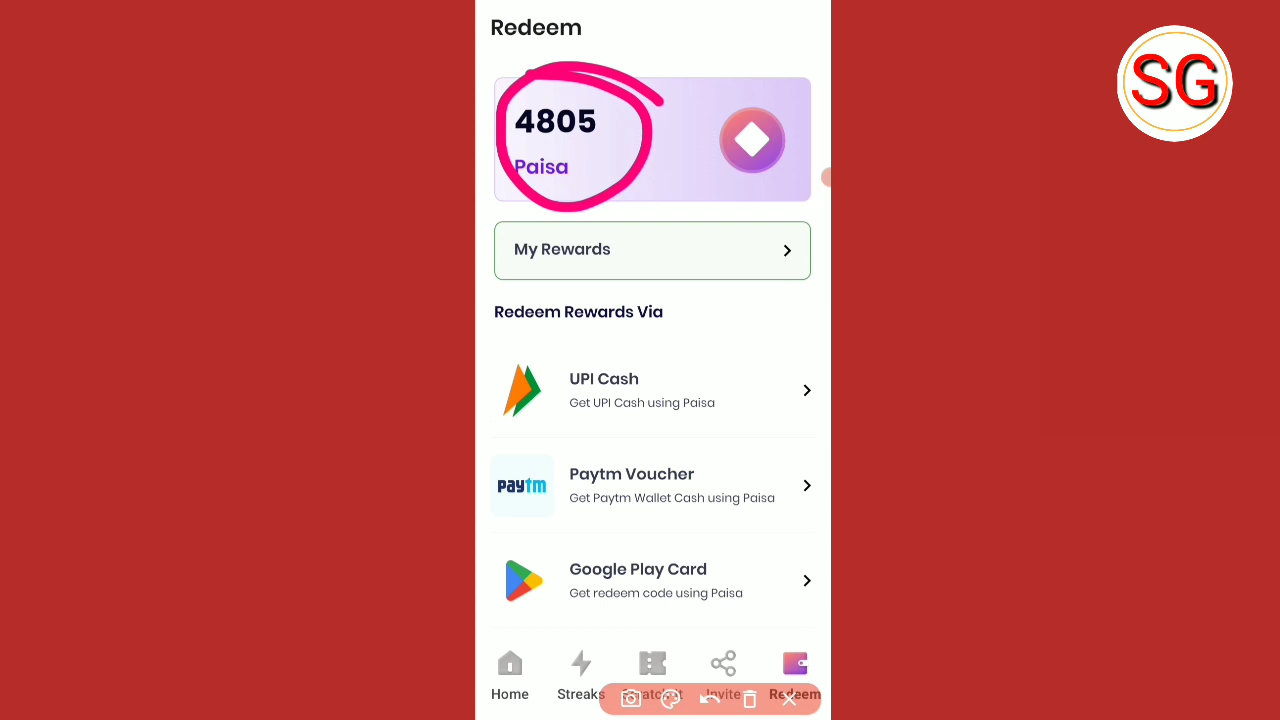 Redeem
SG
4805
Paisa
My Rewards
Redeem Rewards Via
UPI Cash
Get UPI Cash using Paisa
paytm
Paytm Voucher
Get Paytm Wallet Cash using Paisa
Google Play Card
Get redeem code using Paisa
Home Streaks Invite Redeem